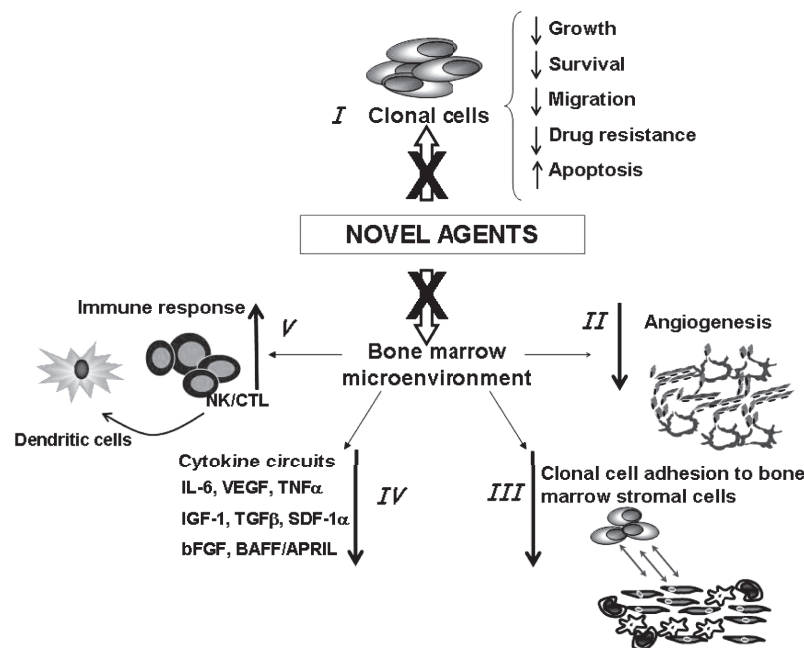 Growth
Survival
Migration
Drug resistance
Apoptosis
I Clonal cells
X
NOVEL AGENTS
X
Immune response
V
NK/CTL
Dendritic cells
Bone marrow
microenvironment
II
Angiogenesis
Cytokine circuits
IL-6, VEGF, TNFα
IGF-1, TGFβ, SDF-1α
bFGF, BAFF/APRIL
IV
III
Clonal cell adhesion to bone
marrow stromal cells